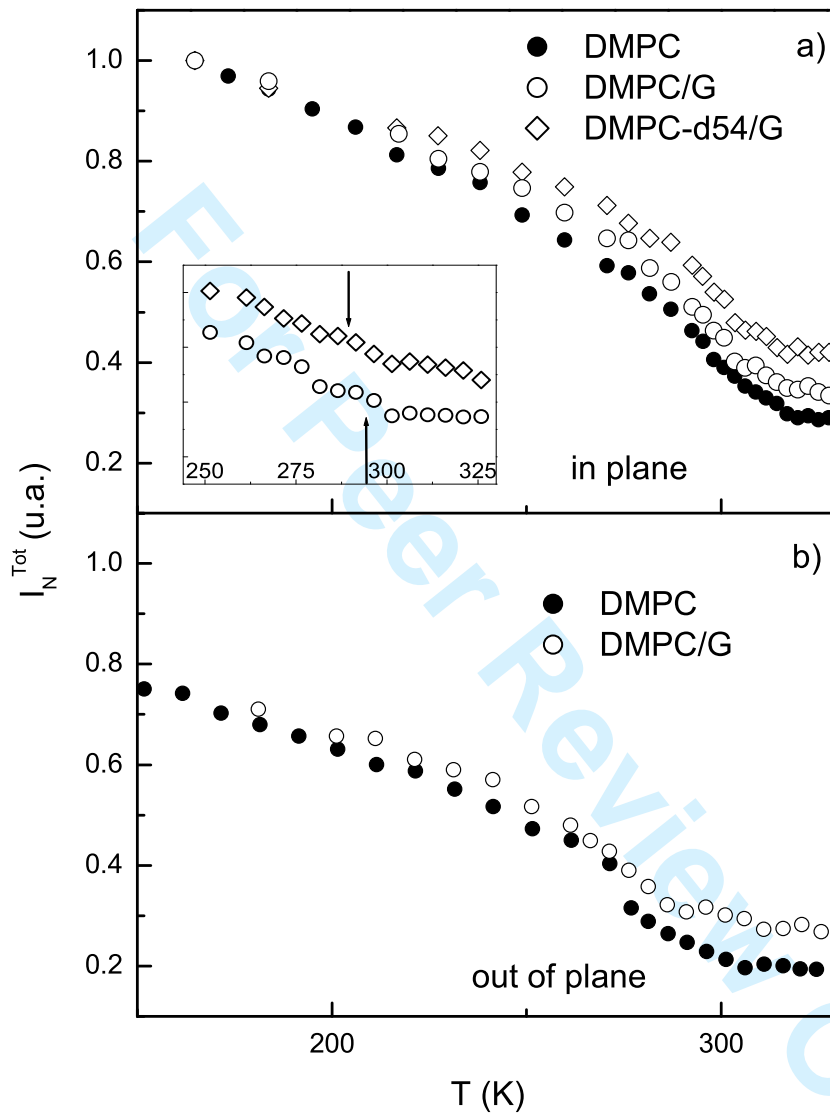 a)
DMPC
DMPC/G
DMPC-d54/G
1.0
0.8
0.6
0.4
0.2
250 275 300 325
in plane
I_N^Tot (u.a.)
b)
DMPC
DMPC/G
1.0
0.8
0.6
0.4
0.2
out of plane
200 300
T (K)
For Peer Review O